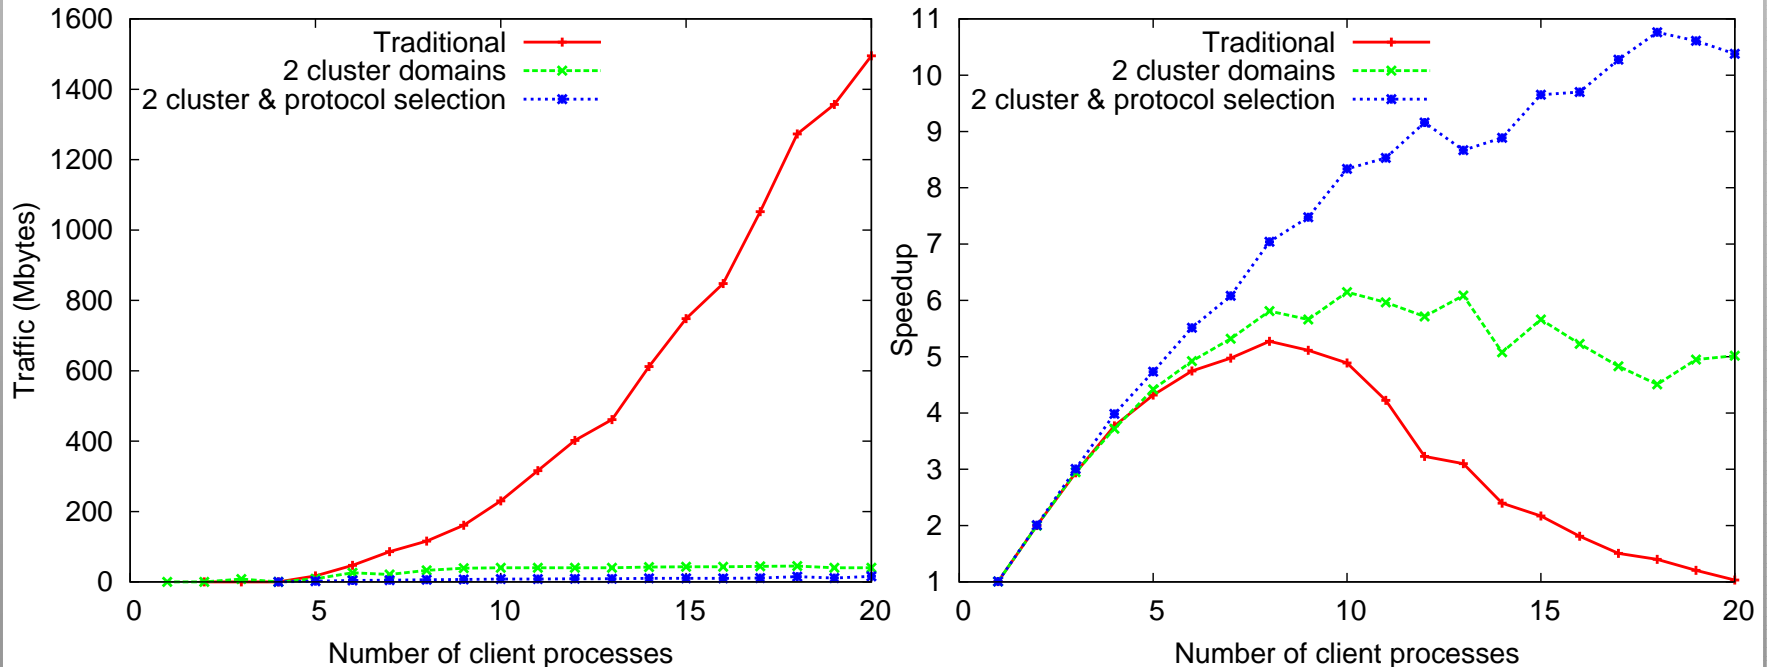 1600
1400
1200
1000
800
600
400
200
0
Traffic (Mbytes)
Traditional
2 cluster domains
2 cluster & protocol selection
0 5 10 15 20
Number of client processes
11
10
9
8
7
6
5
4
3
2
1
Speedup
Traditional
2 cluster domains
2 cluster & protocol selection
0 5 10 15 20
Number of client processes